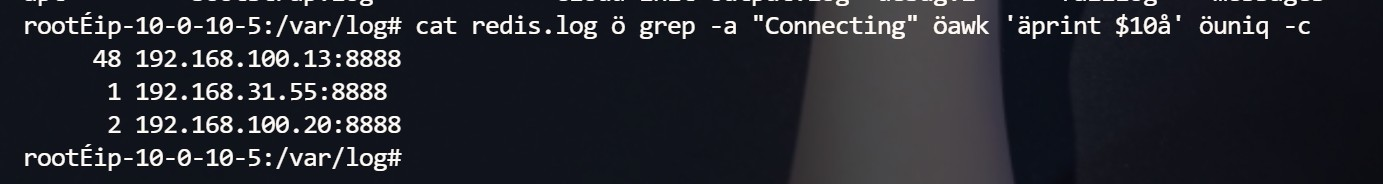 rootÉip-10-0-10-5:/var/log# cat redis.log ö grep -a "Connecting" öawk 'äprint $10å' öuniq -c
48 192.168.100.13:8888
1 192.168.31.55:8888
2 192.168.100.20:8888
rootÉip-10-0-10-5:/var/log#